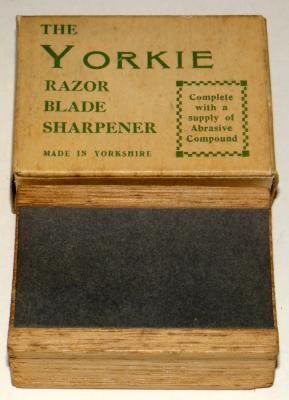 THE
YORKIE
RAZOR
BLADE
SHARPENER
MADE IN YORKSHIRE
Complete
with a
supply of
Abrasive
Compound